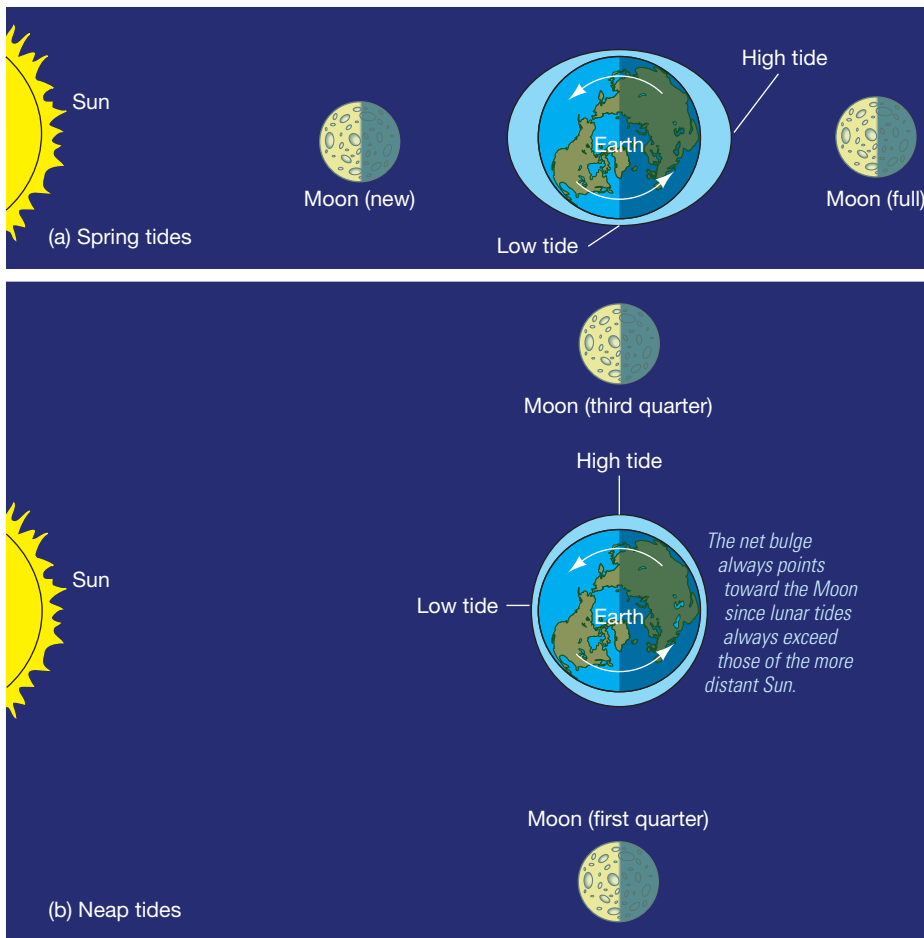 High tide
Sun
Earth
Moon (new)
Moon (full)
(a) Spring tides
Low tide
Moon (third quarter)
High tide
The net bulge
always points
toward the Moon
since lunar tides
always exceed
those of the more
distant Sun.
Sun
Low tide
Earth
Moon (first quarter)
(b) Neap tides